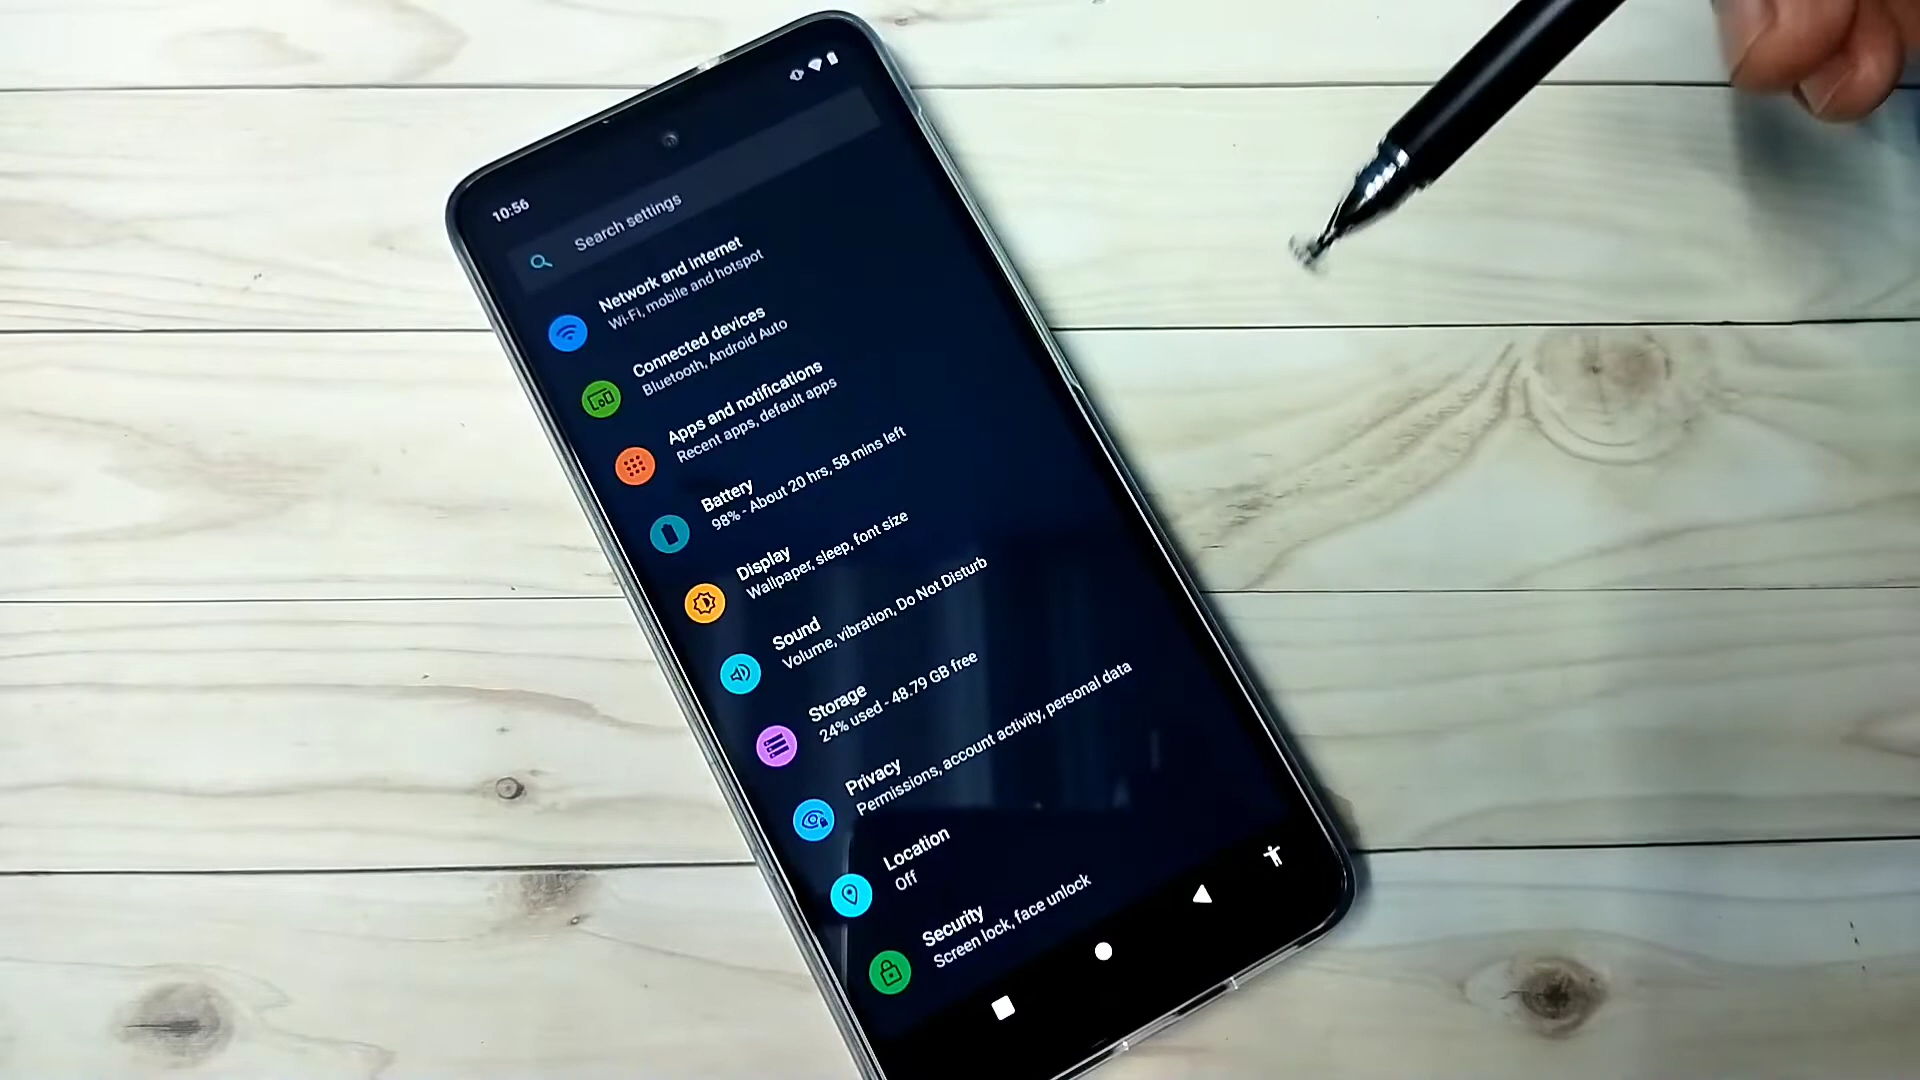 10:56
Search settings
Network and internet
Wi-Fi, mobile and hotspot
Connected devices
Bluetooth, Android Auto
Apps and notifications
Recent apps, default apps
Battery
98% - About 20 hrs, 58 mins left
Display
Wallpaper, sleep, font size
Sound
Volume, vibration, Do Not Disturb
Storage
24% used - 48.79 GB free
Privacy
Permissions, account activity, personal data
Location
Off
Security
Screen lock, face unlock